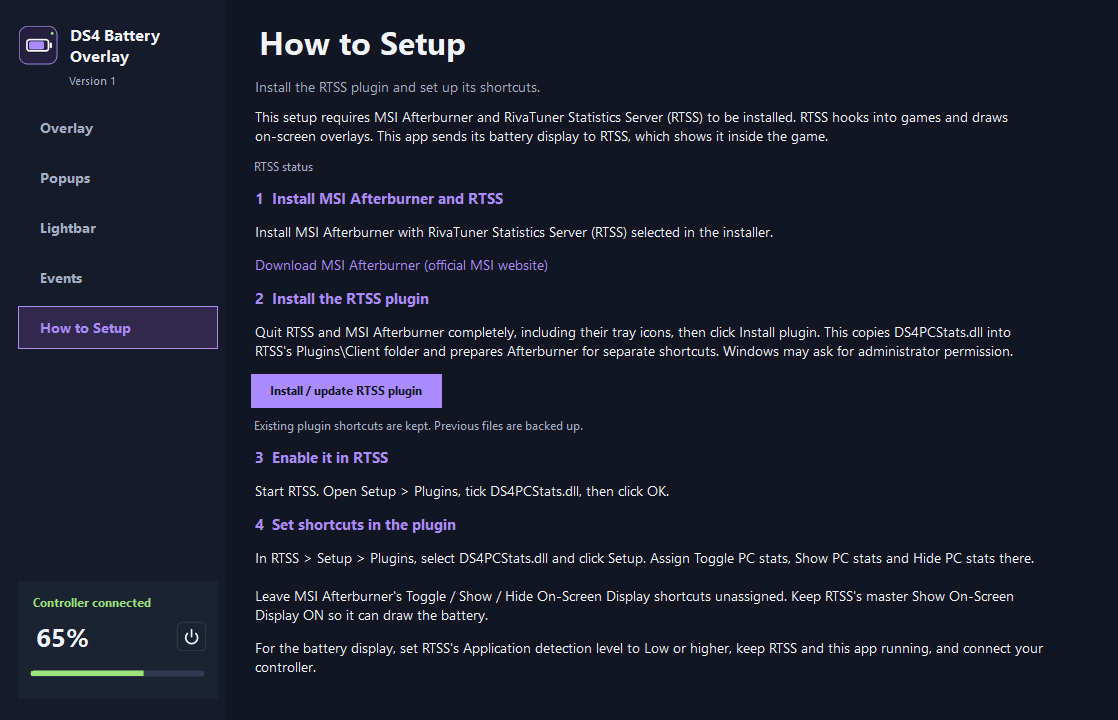 DS4 Battery
Overlay
Version 1
Overlay
Popups
Lightbar
Events
How to Setup
Controller connected
65%
How to Setup
Install the RTSS plugin and set up its shortcuts.
This setup requires MSI Afterburner and RivaTuner Statistics Server (RTSS) to be installed. RTSS hooks into games and draws
on-screen overlays. This app sends its battery display to RTSS, which shows it inside the game.
RTSS status
1 Install MSI Afterburner and RTSS
Install MSI Afterburner with RivaTuner Statistics Server (RTSS) selected in the installer.
Download MSI Afterburner (official MSI website)
2 Install the RTSS plugin
Quit RTSS and MSI Afterburner completely, including their tray icons, then click Install plugin. This copies DS4PCStats.dll into
RTSS's Plugins\Client folder and prepares Afterburner for separate shortcuts. Windows may ask for administrator permission.
Install / update RTSS plugin
Existing plugin shortcuts are kept. Previous files are backed up.
3 Enable it in RTSS
Start RTSS. Open Setup > Plugins, tick DS4PCStats.dll, then click OK.
4 Set shortcuts in the plugin
In RTSS > Setup > Plugins, select DS4PCStats.dll and click Setup. Assign Toggle PC stats, Show PC stats and Hide PC stats there.
Leave MSI Afterburner's Toggle / Show / Hide On-Screen Display shortcuts unassigned. Keep RTSS's master Show On-Screen
Display ON so it can draw the battery.
For the battery display, set RTSS's Application detection level to Low or higher, keep RTSS and this app running, and connect your
controller.